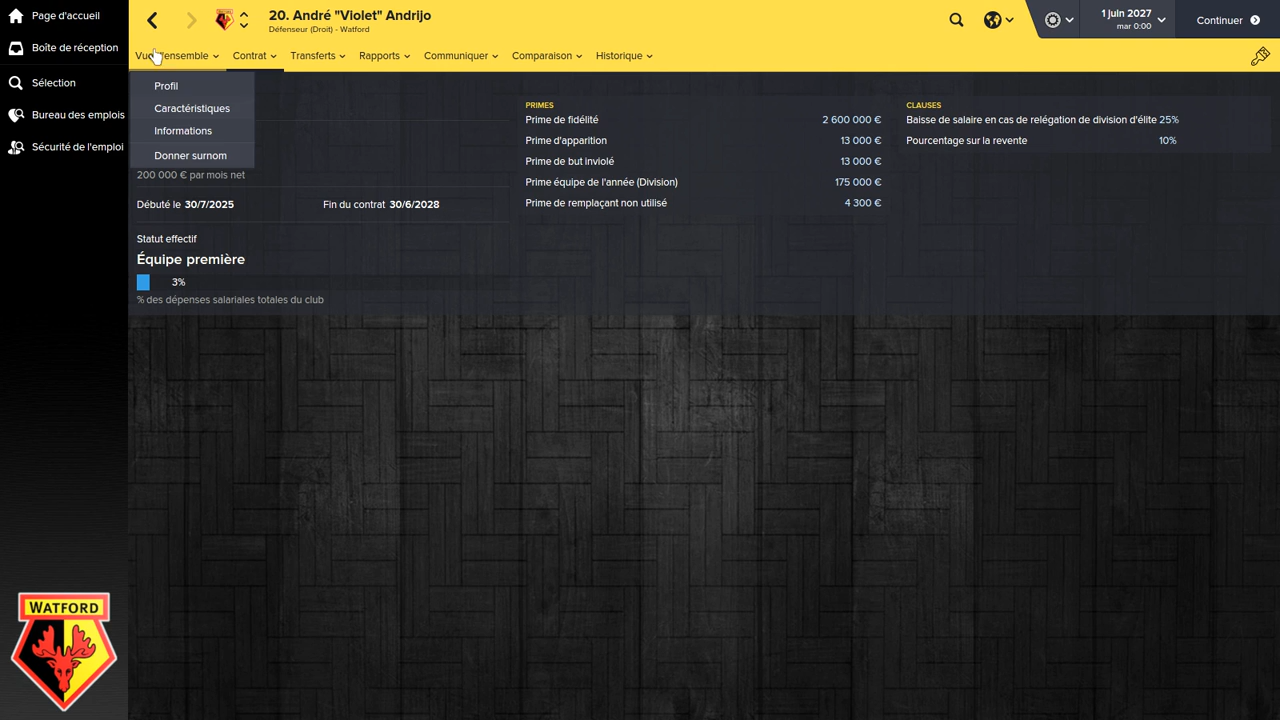 Page d'accueil
Boîte de réception
Sélection
Bureau des emplois
Sécurité de l'emploi
20. André "Violet" Andrijo
Défenseur (Droit) - Watford
1 juin 2027
mar 0:00
Continuer
Vue d'ensemble
Contrat
Transferts
Rapports
Communiquer
Comparaison
Historique
Profil
Caractéristiques
Informations
Donner surnom
200 000 € par mois net
Débuté le 30/7/2025
Fin du contrat 30/6/2028
Statut effectif
Équipe première
3%
% des dépenses salariales totales du club
PRIMES
Prime de fidélité 2 600 000 €
Prime d'apparition 13 000 €
Prime de but inviolé 13 000 €
Prime équipe de l'année (Division) 175 000 €
Prime de remplaçant non utilisé 4 300 €
CLAUSES
Baisse de salaire en cas de relégation de division d'élite 25%
Pourcentage sur la revente 10%
WATFORD